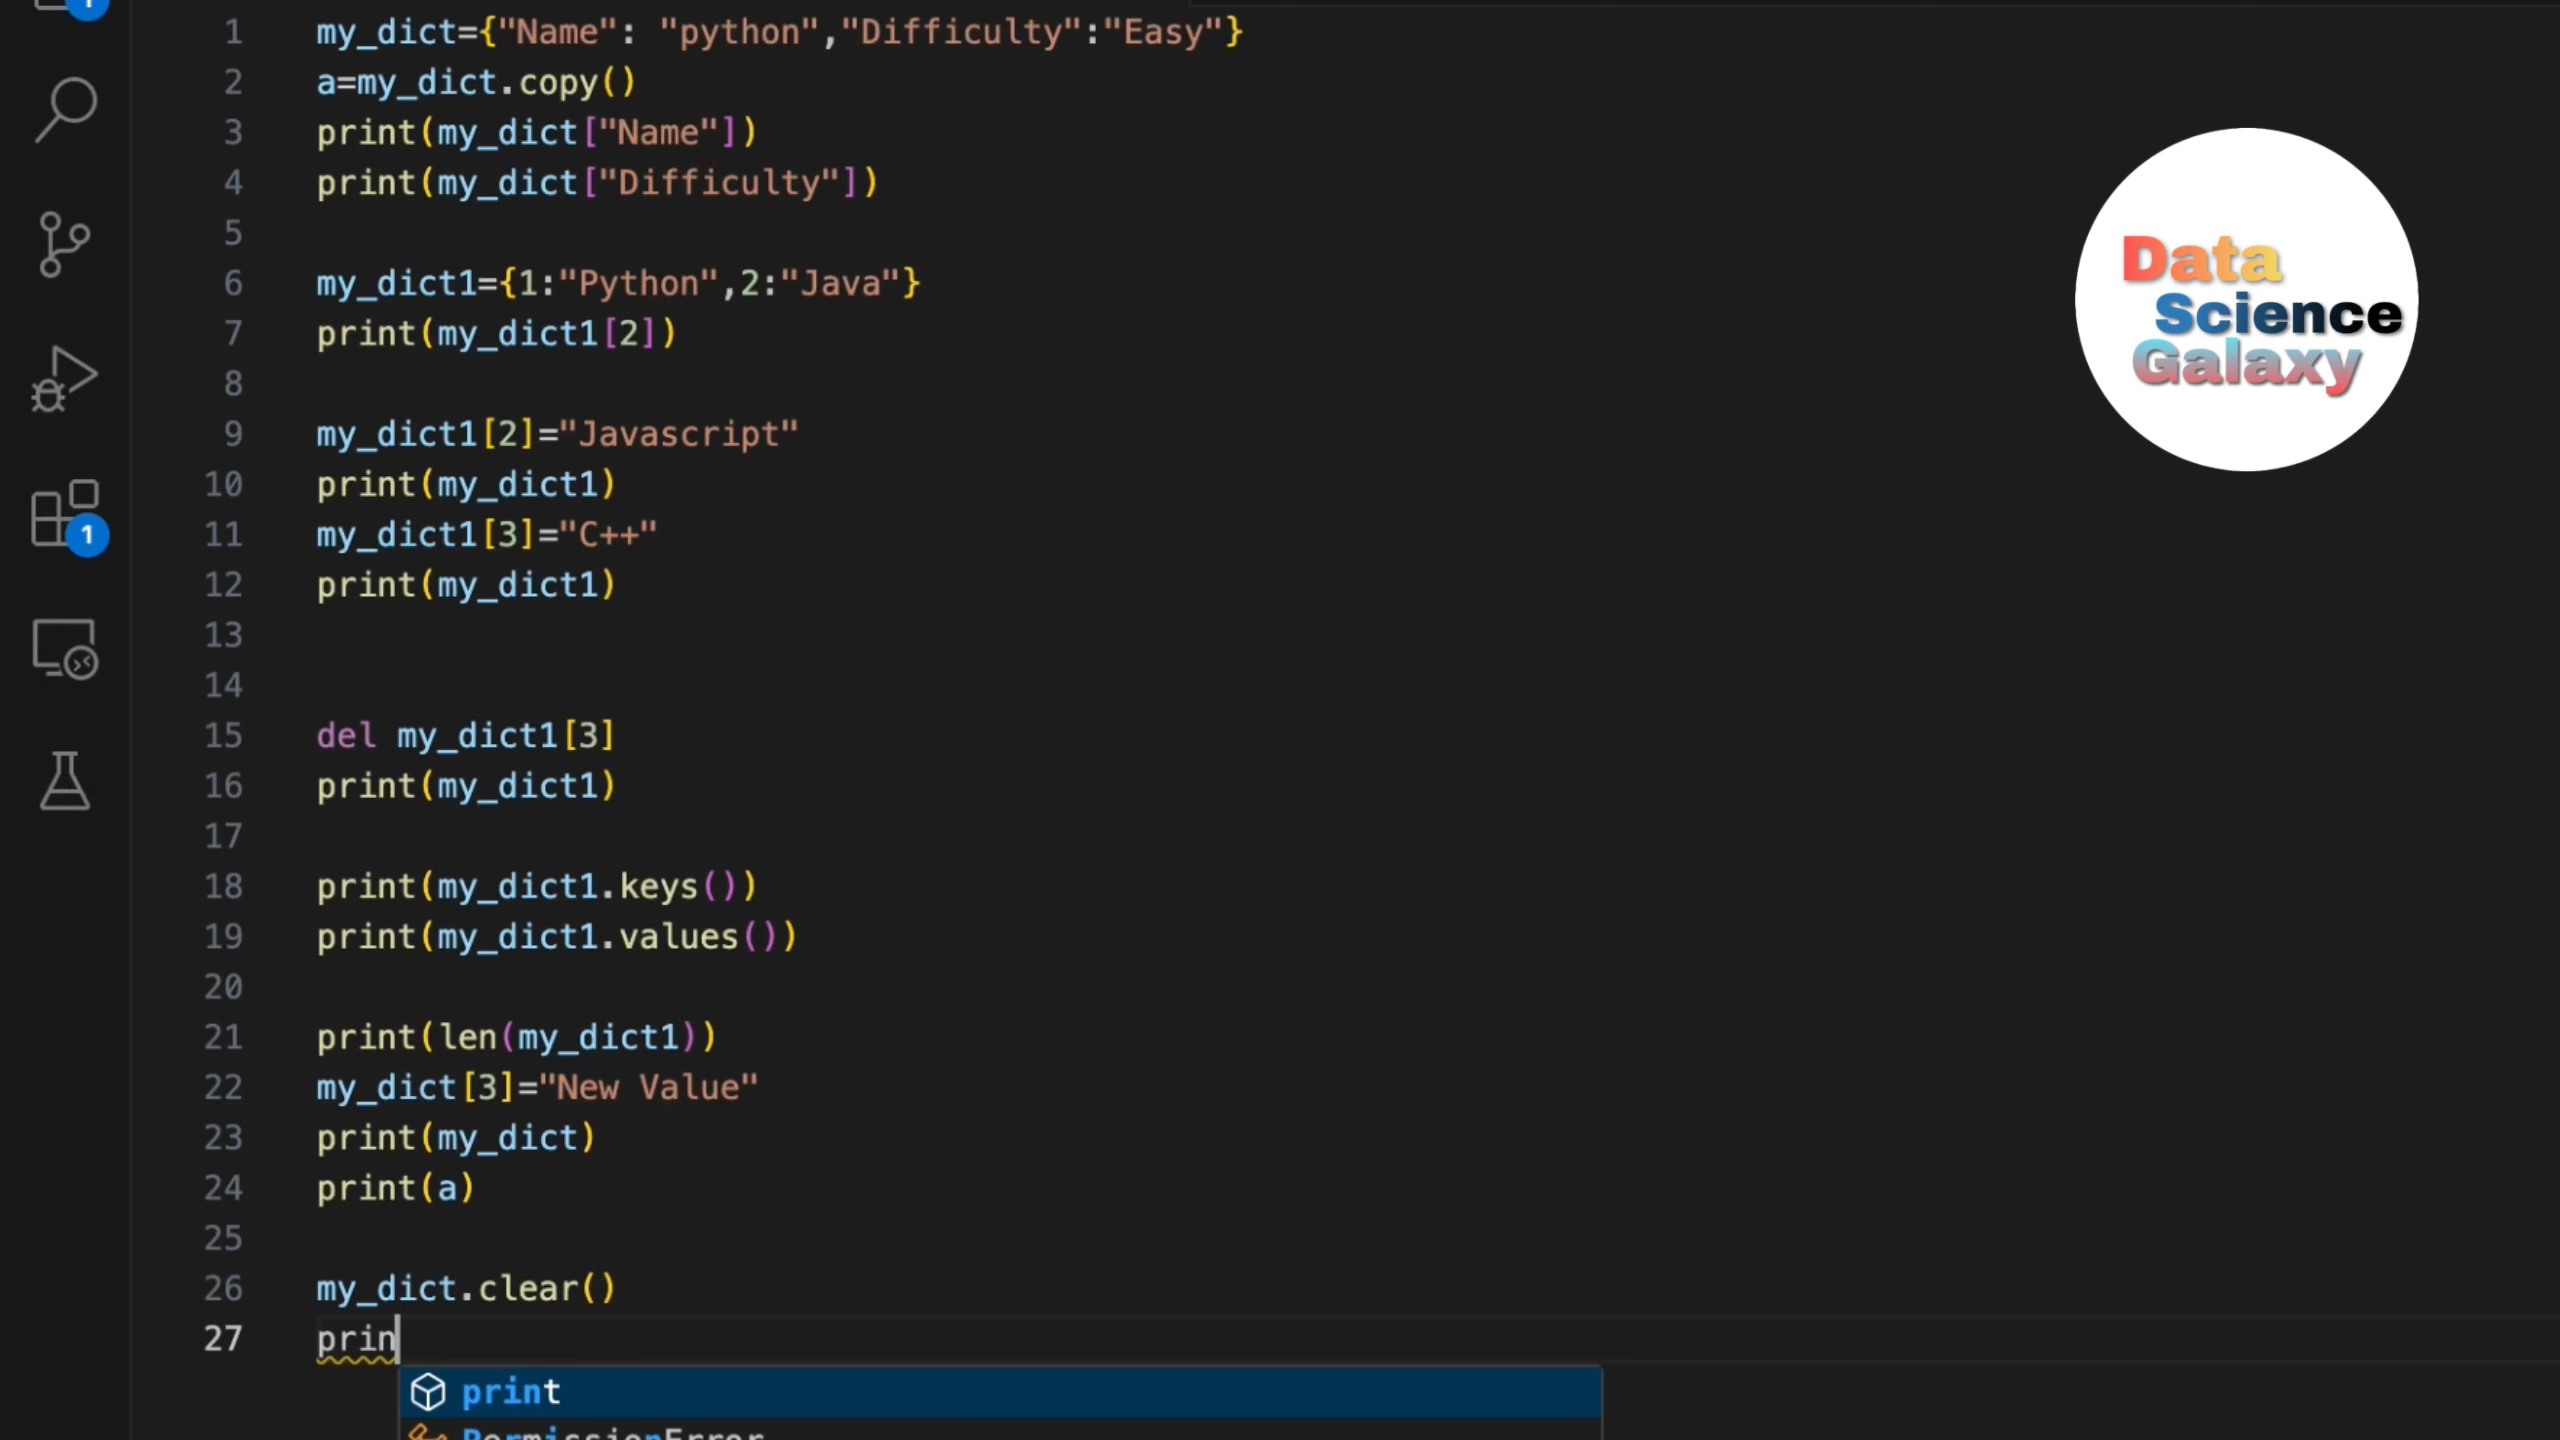 1
1 my_dict={"Name": "python","Difficulty":"Easy"}
2 a=my_dict.copy()
3 print(my_dict["Name"])
4 print(my_dict["Difficulty"])
5
6 my_dict1={1:"Python",2:"Java"}
7 print(my_dict1[2])
8
9 my_dict1[2]="Javascript"
10 print(my_dict1)
11 my_dict1[3]="C++"
12 print(my_dict1)
13
14
15 del my_dict1[3]
16 print(my_dict1)
17
18 print(my_dict1.keys())
19 print(my_dict1.values())
20
21 print(len(my_dict1))
22 my_dict[3]="New Value"
23 print(my_dict)
24 print(a)
25
26 my_dict.clear()
27 prin
print
PermissionError
1
Data
Science
Galaxy